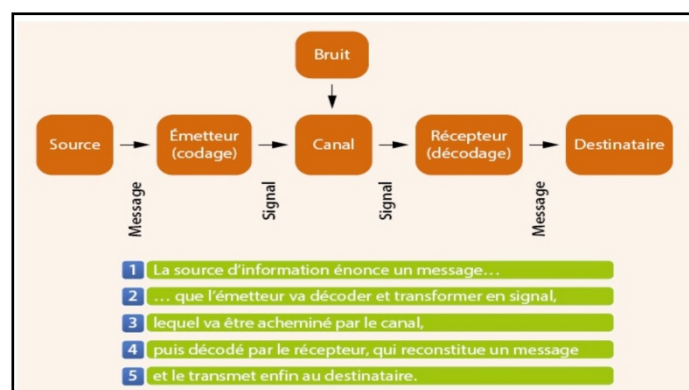 Bruit
Source
Émetteur
(codage)
Canal
Récepteur
(décodage)
Destinataire
Message
Signal
Signal
Message
1 La source d'information énonce un message...
2 ... que l'émetteur va décoder et transformer en signal,
3 lequel va être acheminé par le canal,
4 puis décodé par le récepteur, qui reconstitue un message
5 et le transmet enfin au destinataire.